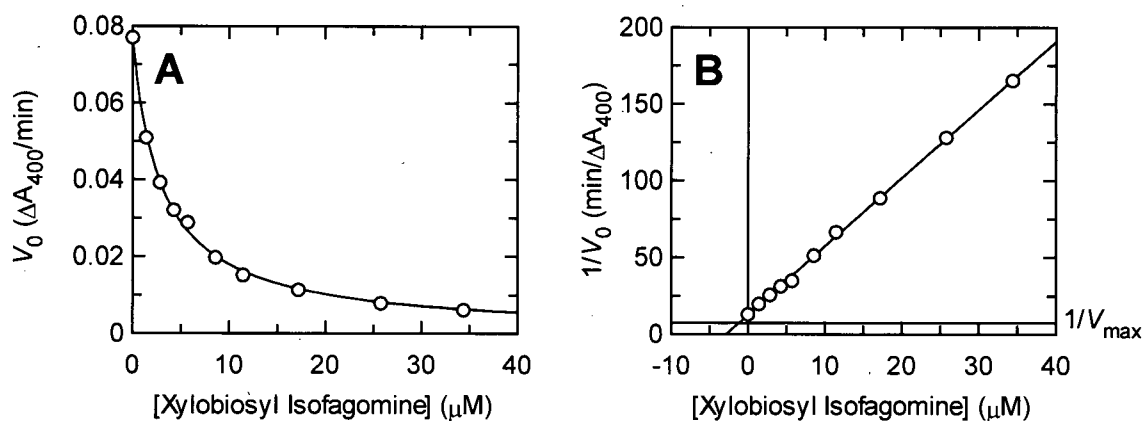 A
V₀ (ΔA₄₀₀/min)
0.08
0.06
0.04
0.02
0
0 10 20 30 40
[Xylobiosyl Isofagomine] (μM)
B
1/V₀ (min/ΔA₄₀₀)
200
150
100
50
0
1/Vmax
-10 0 10 20 30 40
[Xylobiosyl Isofagomine] (μM)